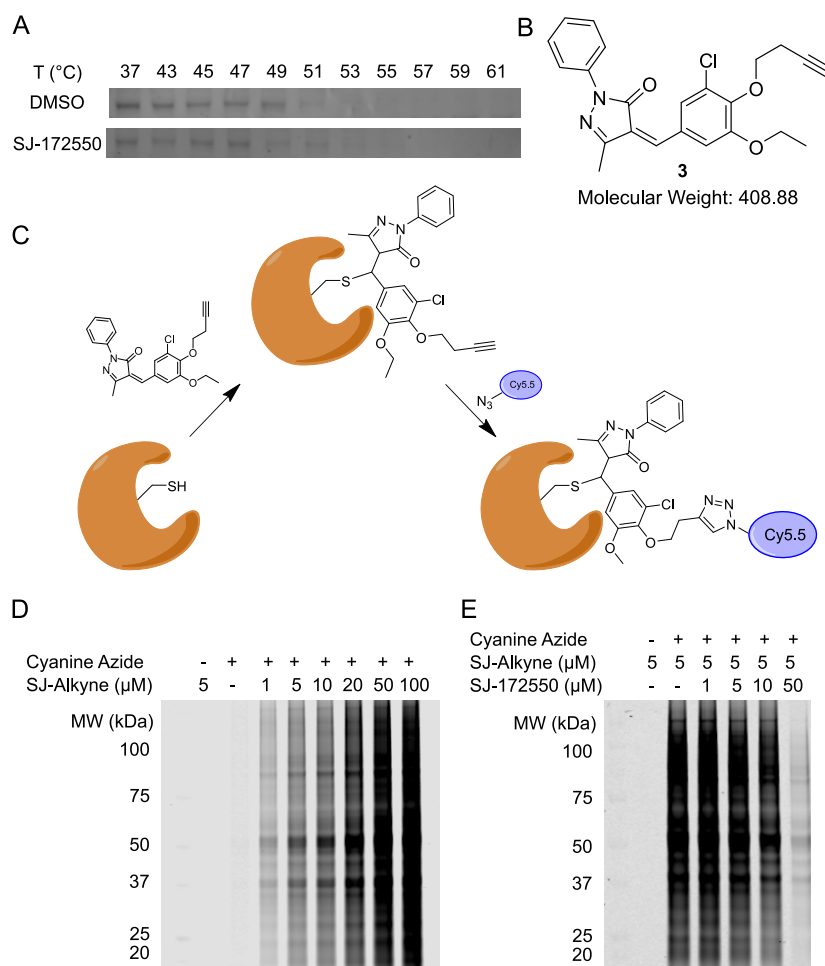 A
T (°C) 37 43 45 47 49 51 53 55 57 59 61
DMSO
SJ-172550
B
O
N
N
Cl
O
O
3
Molecular Weight: 408.88
C
N
N
O
Cl
O
O
SH
N
N
O
S
Cl
O
O
N3
Cy5.5
N
N
O
S
Cl
O
O
N
N
N
Cy5.5
D
Cyanine Azide - + + + + + + +
SJ-Alkyne (µM) 5 - 1 5 10 20 50 100
MW (kDa)
100
75
50
37
25
20
E
Cyanine Azide - + + + + +
SJ-Alkyne (µM) 5 5 5 5 5 5
SJ-172550 (µM) - - 1 5 10 50
MW (kDa)
100
75
50
37
25
20